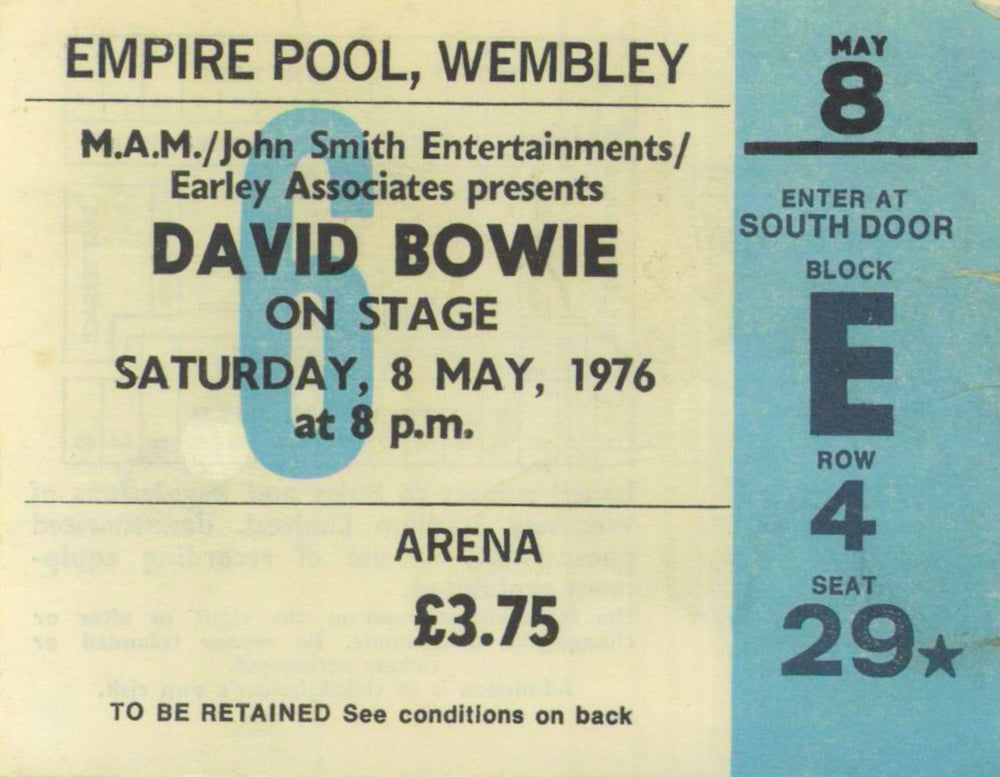 EMPIRE POOL, WEMBLEY
6
M.A.M./John Smith Entertainments/
Earley Associates presents
DAVID BOWIE
ON STAGE
SATURDAY, 8 MAY, 1976
at 8 p.m.
ARENA
£3.75
TO BE RETAINED See conditions on back
MAY
8
ENTER AT
SOUTH DOOR
BLOCK
E
ROW
4
SEAT
29★